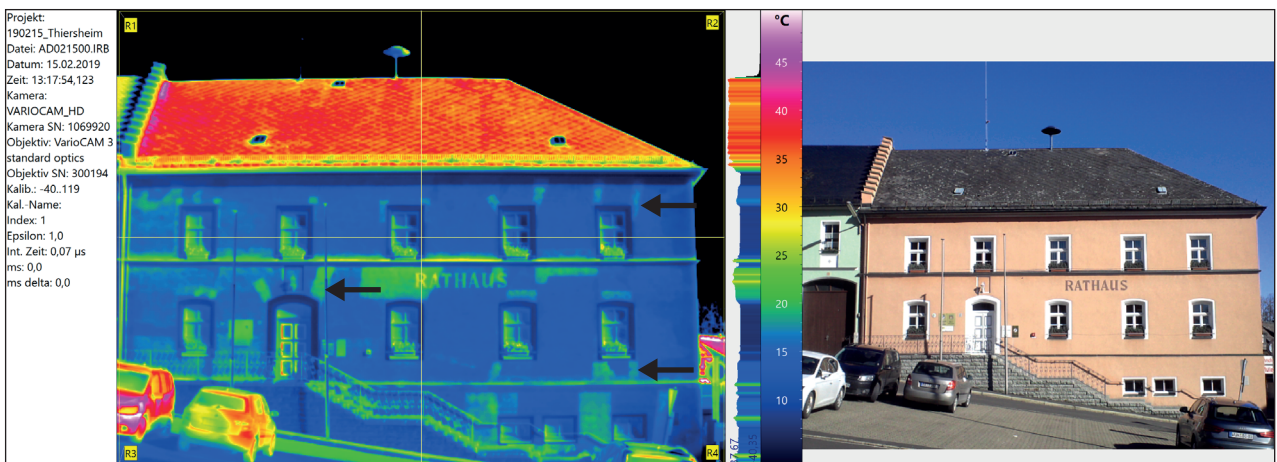 Projekt:
190215_Thiersheim
Datei: AD021500.IRB
Datum: 15.02.2019
Zeit: 13:17:54,123
Kamera:
VARIOCAM_HD
Kamera SN: 1069920
Objektiv: VarioCAM 3
standard optics
Objektiv SN: 300194
Kalib.: -40..119
Kal.-Name:
Index: 1
Epsilon: 1,0
Int. Zeit: 0,07 µs
ms: 0,0
ms delta: 0,0
R1
R2
RATHAUS
R3
R4
°C
45
40
35
30
25
20
15
10
RATHAUS